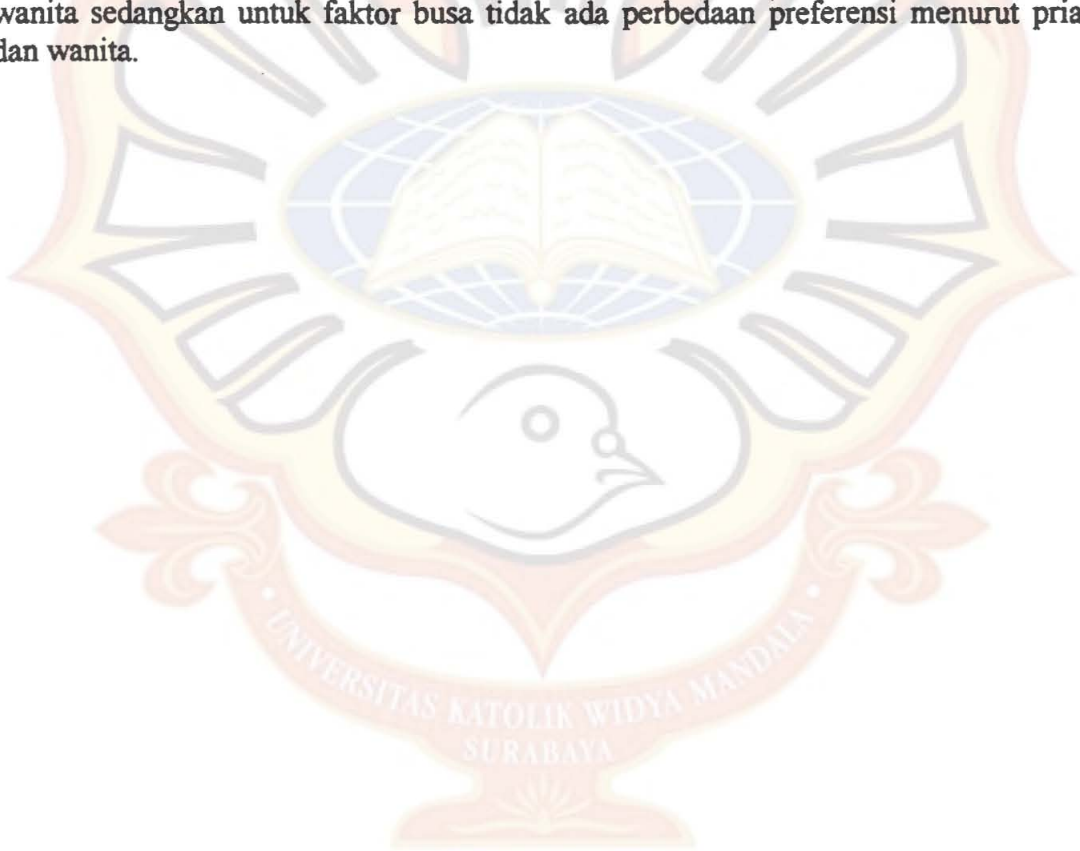 wanita sedangkan untuk faktor busa tidak ada perbedaan preferensi menurut pria
dan wanita.
UNIVERSITAS KATOLIK WIDYA MANDALA
SURABAYA